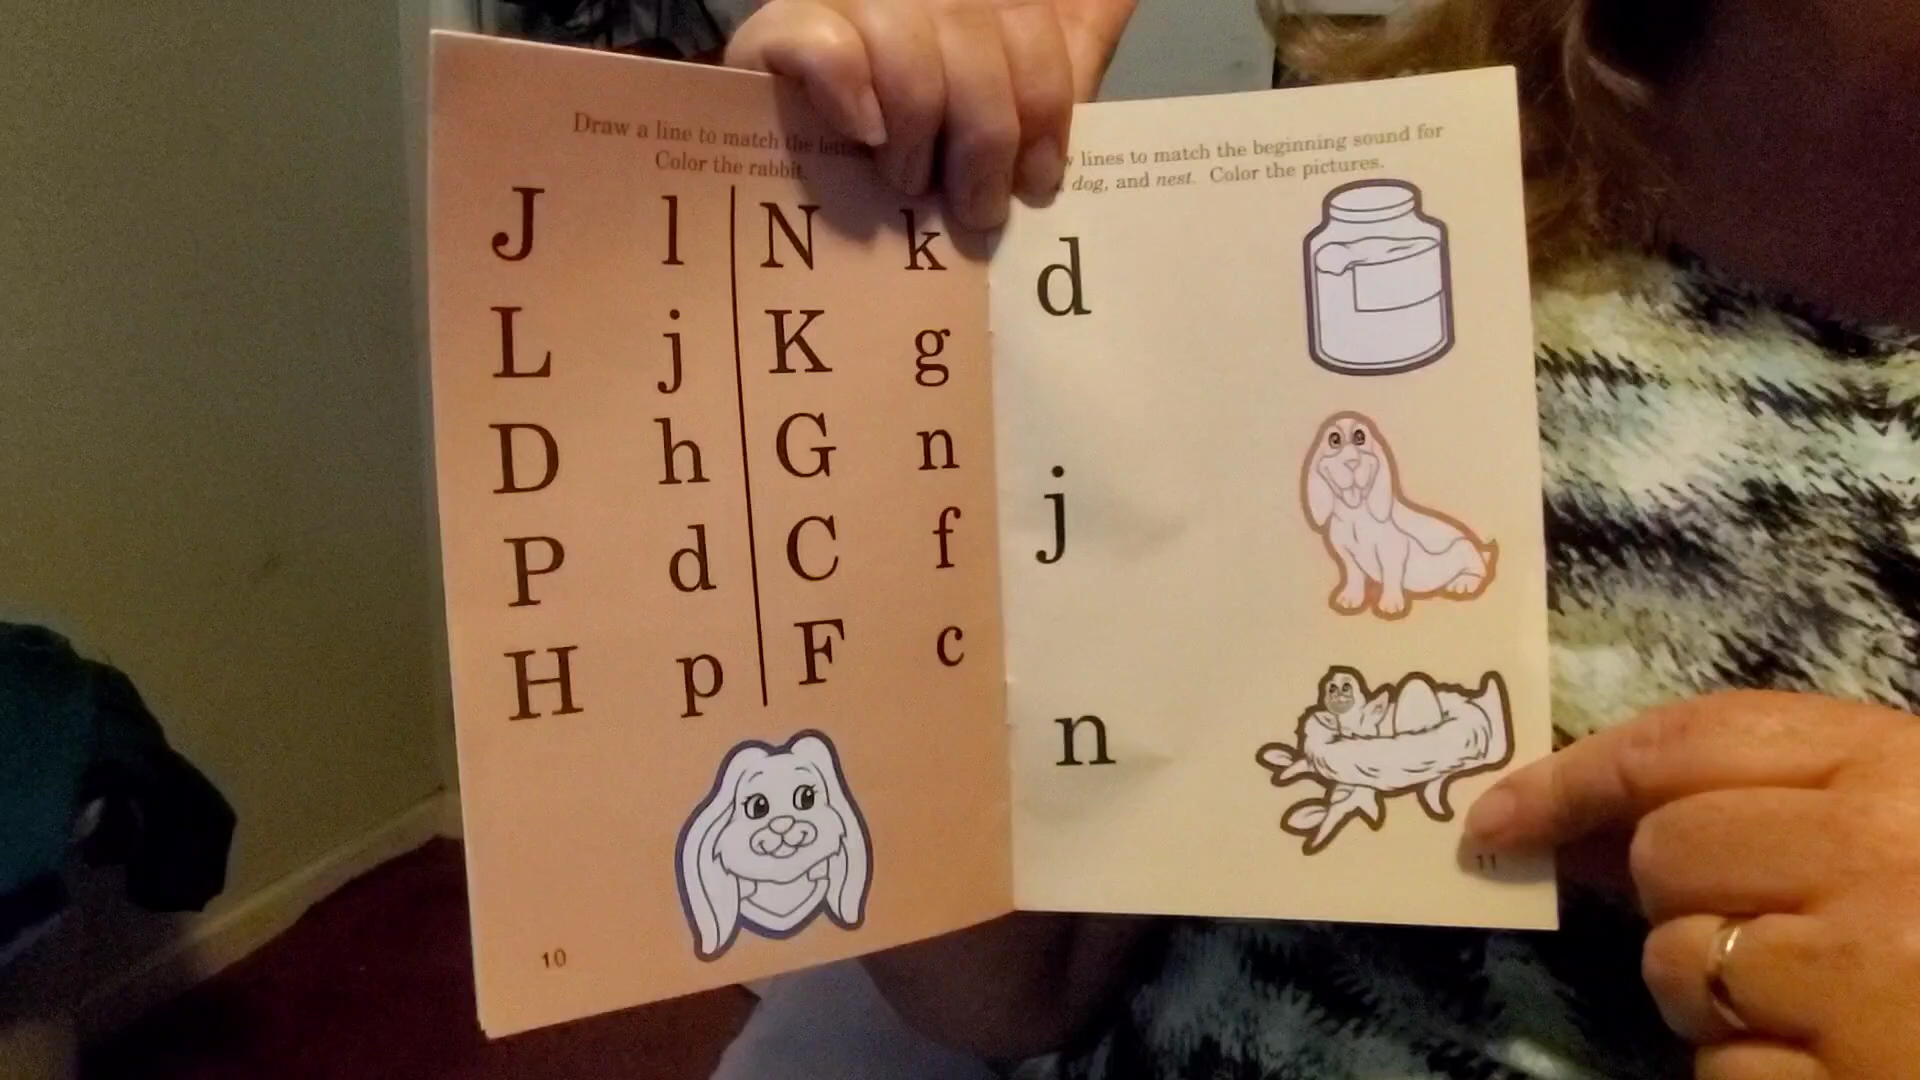 Draw a line to match the
Color the rabbit.
J l N k
L j K g
D h G n
P d C f
H p F c
10
lines to match the beginning sound for
dog, and nest. Color the pictures.
d
j
n
11